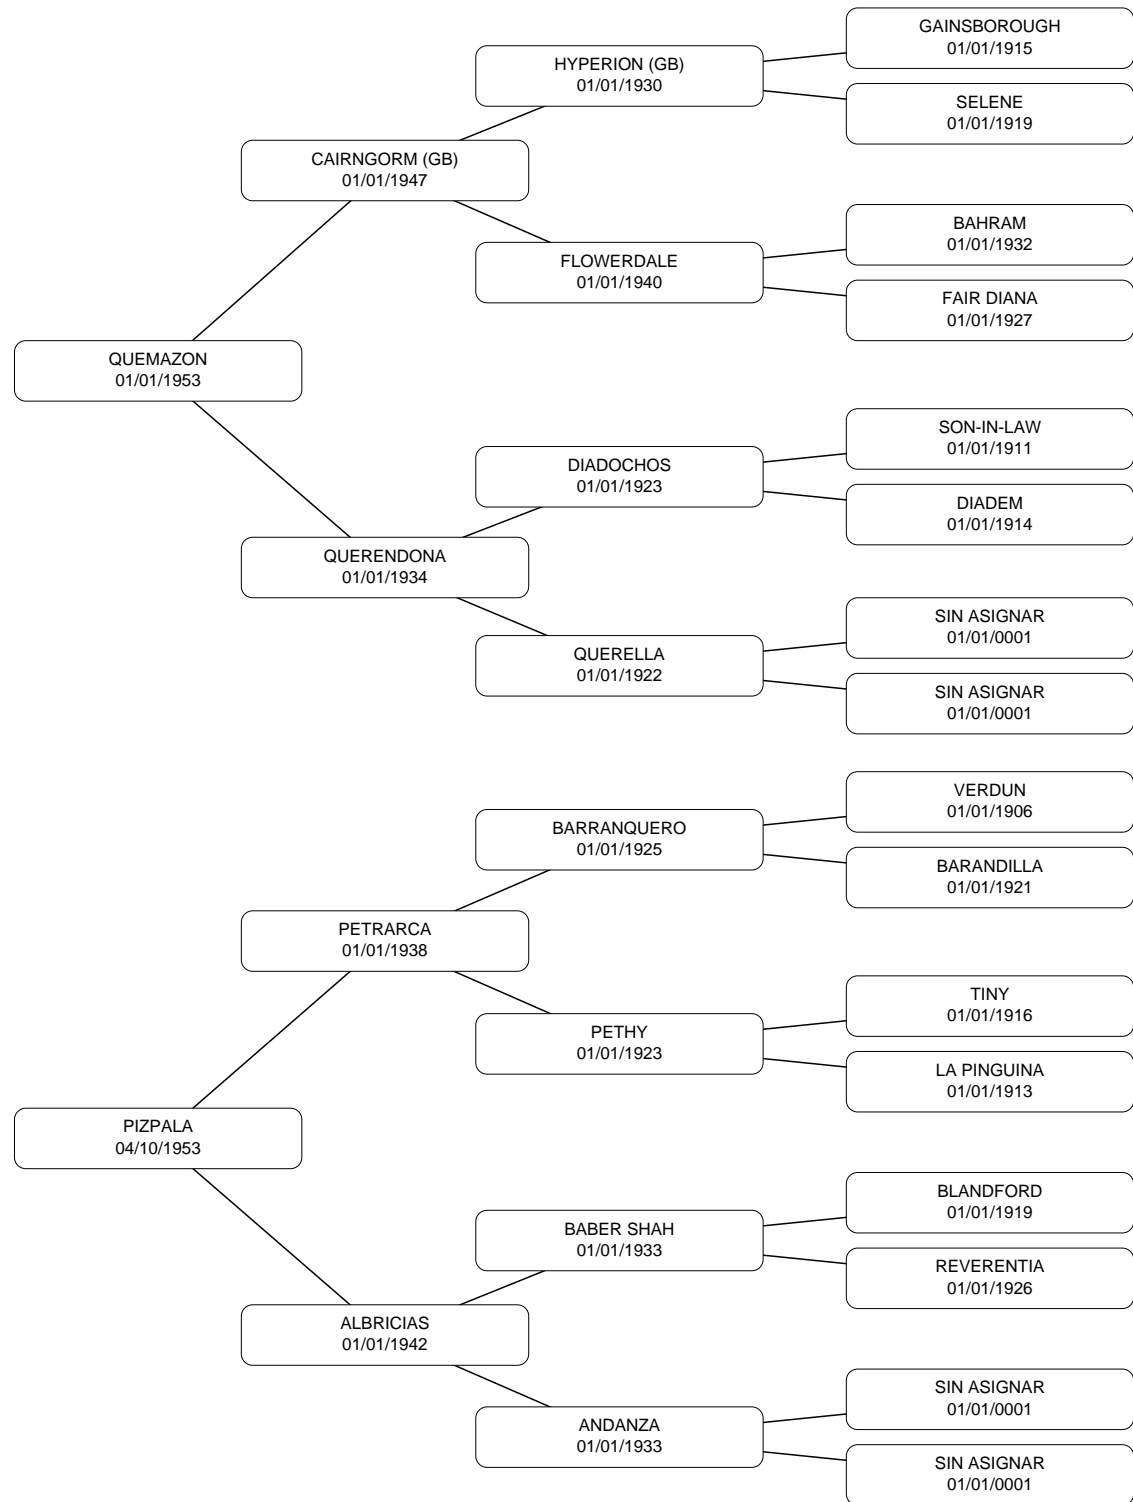 GAINSBOROUGH
01/01/1915
HYPERION (GB)
01/01/1930
SELENE
01/01/1919
CAIRNGORM (GB)
01/01/1947
BAHRAM
01/01/1932
FLOWERDALE
01/01/1940
FAIR DIANA
01/01/1927
QUEMAZON
01/01/1953
SON-IN-LAW
01/01/1911
DIADOCHOS
01/01/1923
DIADEM
01/01/1914
QUERENDONA
01/01/1934
SIN ASIGNAR
01/01/0001
QUERELLA
01/01/1922
SIN ASIGNAR
01/01/0001
VERDUN
01/01/1906
BARRANQUERO
01/01/1925
BARANDILLA
01/01/1921
PETRARCA
01/01/1938
TINY
01/01/1916
PETHY
01/01/1923
LA PINGUINA
01/01/1913
PIZPALA
04/10/1953
BLANDFORD
01/01/1919
BABER SHAH
01/01/1933
REVERENTIA
01/01/1926
ALBRICIAS
01/01/1942
SIN ASIGNAR
01/01/0001
ANDANZA
01/01/1933
SIN ASIGNAR
01/01/0001